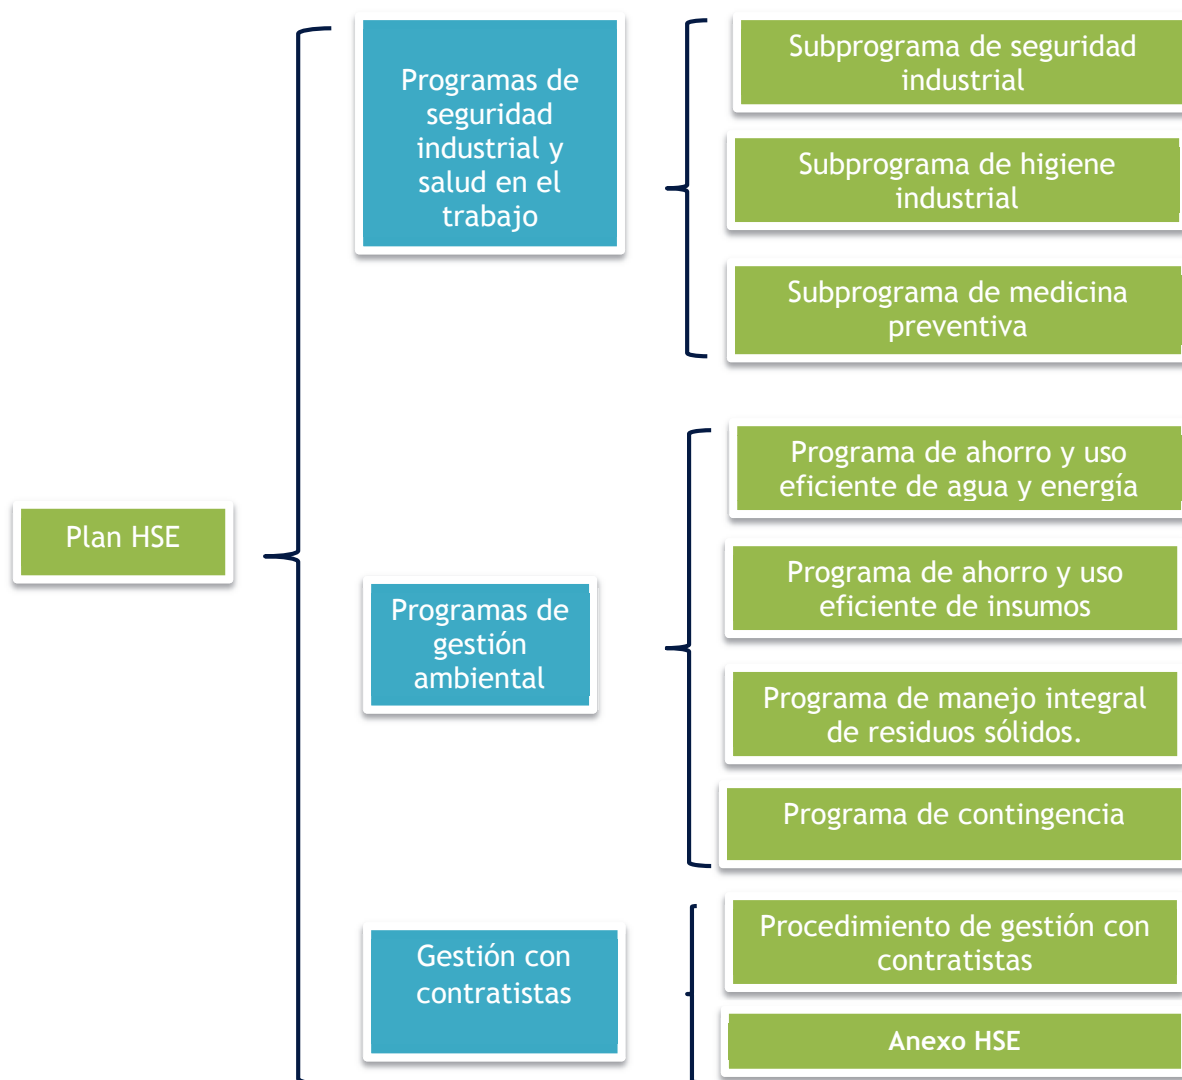 Plan HSE
Programas de
seguridad
industrial y
salud en el
trabajo
Subprograma de seguridad
industrial
Subprograma de higiene
industrial
Subprograma de medicina
preventiva
Programas de
gestión
ambiental
Programa de ahorro y uso
eficiente de agua y energía
Programa de ahorro y uso
eficiente de insumos
Programa de manejo integral
de residuos sólidos.
Programa de contingencia
Gestión con
contratistas
Procedimiento de gestión con
contratistas
Anexo HSE